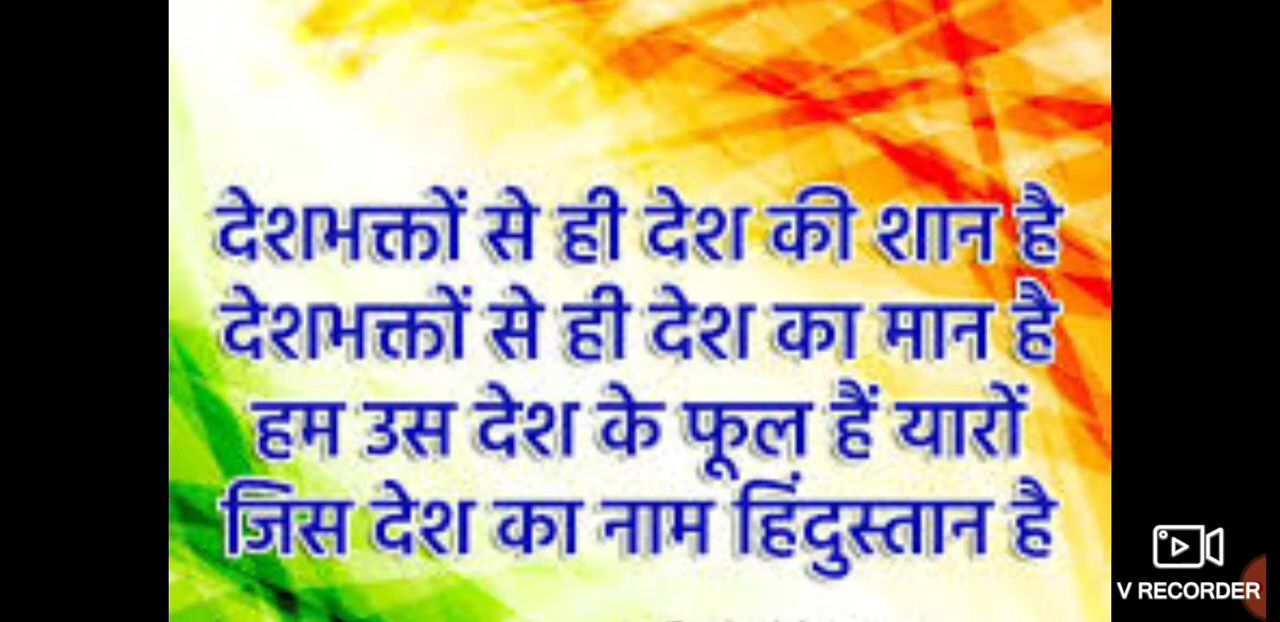 देशभक्तों से ही देश की शान है
देशभक्तों से ही देश का मान है
हम उस देश के फूल हैं यारों
जिस देश का नाम हिंदुस्तान है
V RECORDER